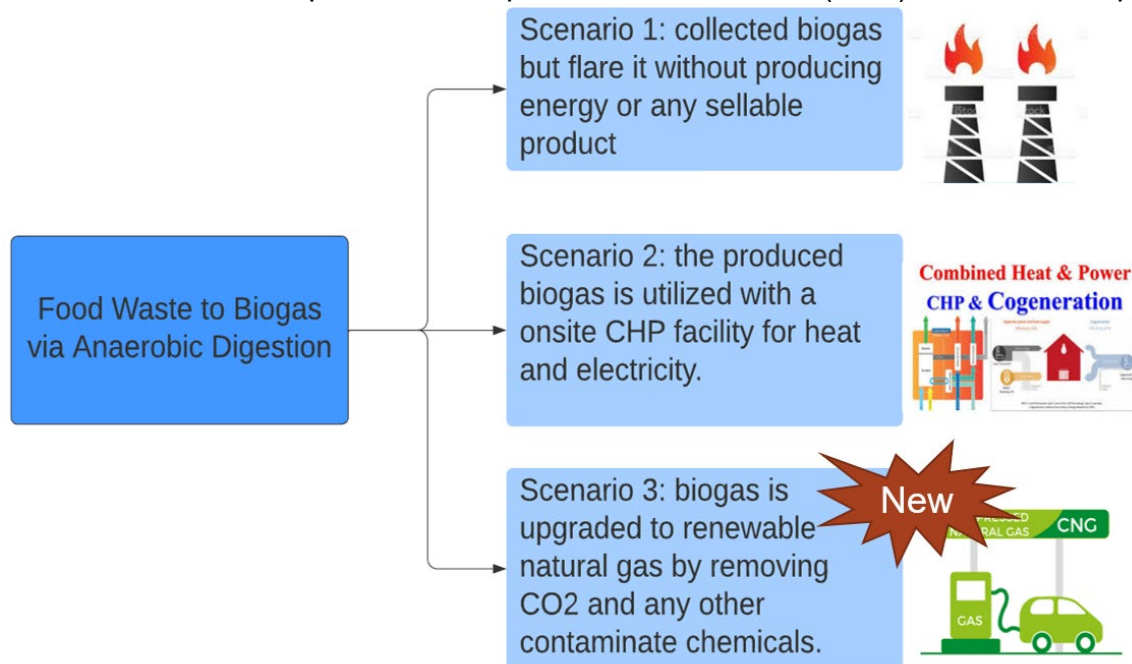 Scenario 1: collected biogas
but flare it without producing
energy or any sellable
product
Food Waste to Biogas
via Anaerobic Digestion
Scenario 2: the produced
biogas is utilized with a
onsite CHP facility for heat
and electricity.
Combined Heat & Power
CHP & Cogeneration
Scenario 3: biogas is
upgraded to renewable
natural gas by removing
CO2 and any other
contaminate chemicals.
New
CNG
GAS